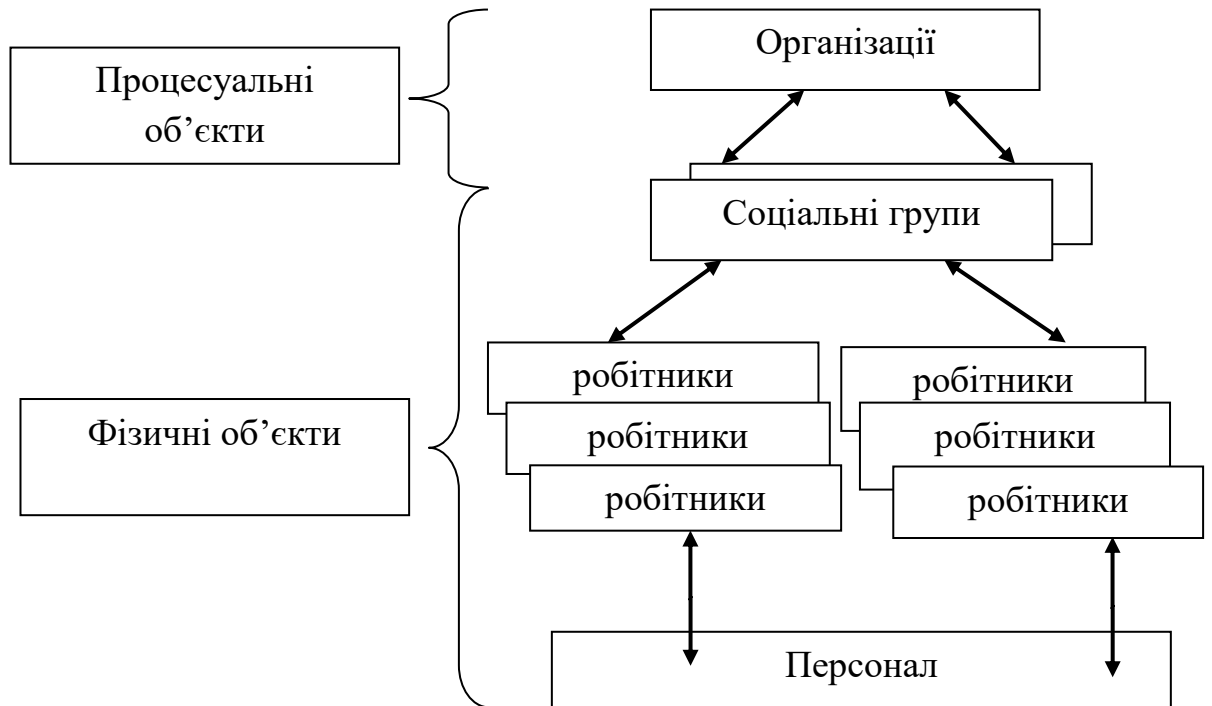 Організації
Процесуальні
об’єкти
Соціальні групи
робітники
робітники
робітники
робітники
робітники
робітники
Фізичні об’єкти
Персонал